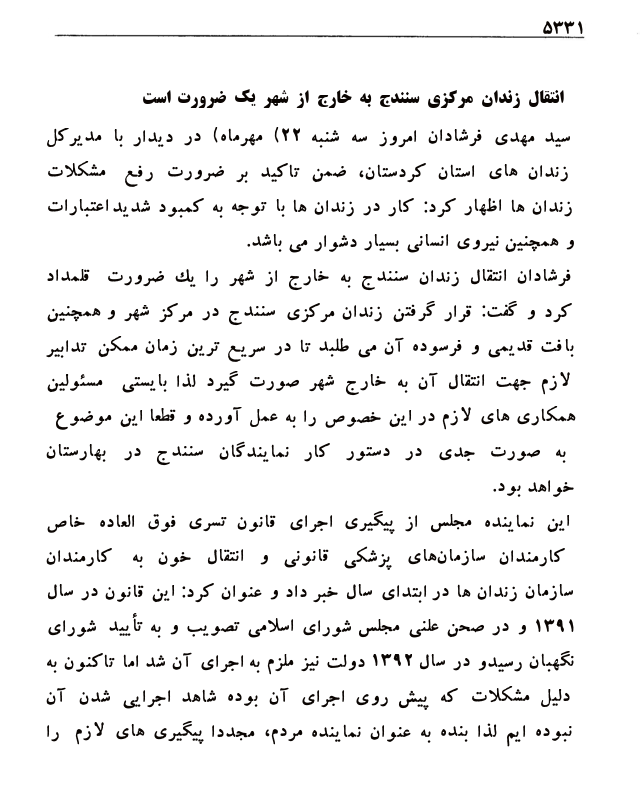 ۵۳۳۱
انتقال زندان مرکزی سنندج به خارج از شهر یک ضرورت است
سید مهدی فرشادان امروز سه شنبه ۲۲) مهرماه) در دیدار با مدیرکل
زندان های استان کردستان، ضمن تاکید بر ضرورت رفع مشکلات
زندان ها اظهار کرد: کار در زندان ها با توجه به کمبود شدید اعتبارات
و همچنین نیروی انسانی بسیار دشوار می باشد.
فرشادان انتقال زندان سنندج به خارج از شهر را یك ضرورت قلمداد
کرد و گفت: قرار گرفتن زندان مرکزی سنندج در مرکز شهر و همچنین
بافت قدیمی و فرسوده آن می طلبد تا در سریع ترین زمان ممکن تدابیر
لازم جهت انتقال آن به خارج شهر صورت گیرد لذا بایستی مسئولین
همکاری های لازم در این خصوص را به عمل آورده و قطعا این موضوع
به صورت جدی در دستور کار نمایندگان سنندج در بهارستان
خواهد بود.
این نماینده مجلس از پیگیری اجرای قانون تسری فوق العاده خاص
کارمندان سازمان‌های پزشکی قانونی و انتقال خون به کارمندان
سازمان زندان ها در ابتدای سال خبر داد و عنوان کرد: این قانون در سال
۱۳۹۱ و در صحن علنی مجلس شورای اسلامی تصویب و به تأیید شورای
نگهبان رسیدو در سال ۱۳۹۲ دولت نیز ملزم به اجرای آن شد اما تاکنون به
دلیل مشکلات که پیش روی اجرای آن بوده شاهد اجرایی شدن آن
نبوده ایم لذا بنده به عنوان نماینده مردم، مجددا پیگیری های لازم را